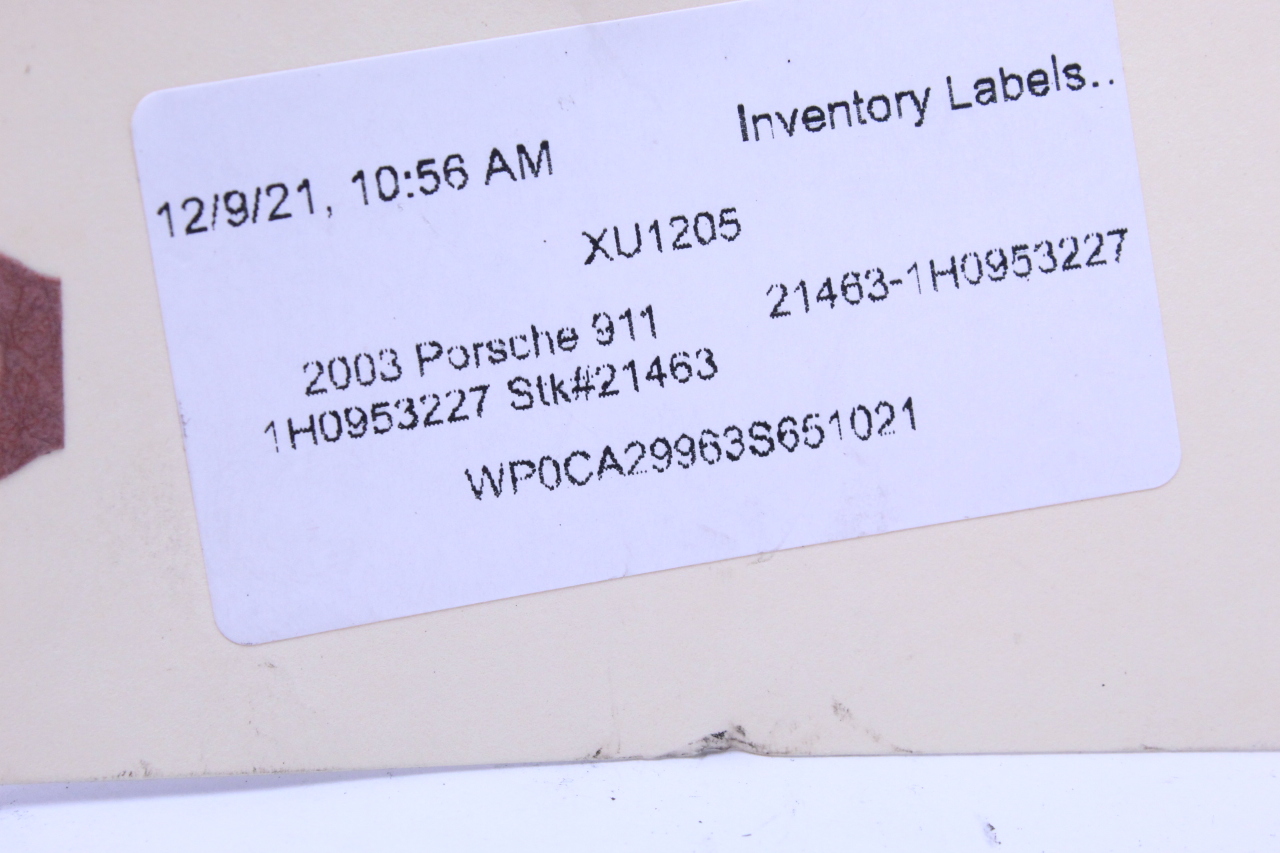 12/9/21, 10:56 AM Inventory Labels..
XU1205
2003 Porsche 911 21463-1H0953227
1H0953227 Stk#21463
WP0CA29963S651021